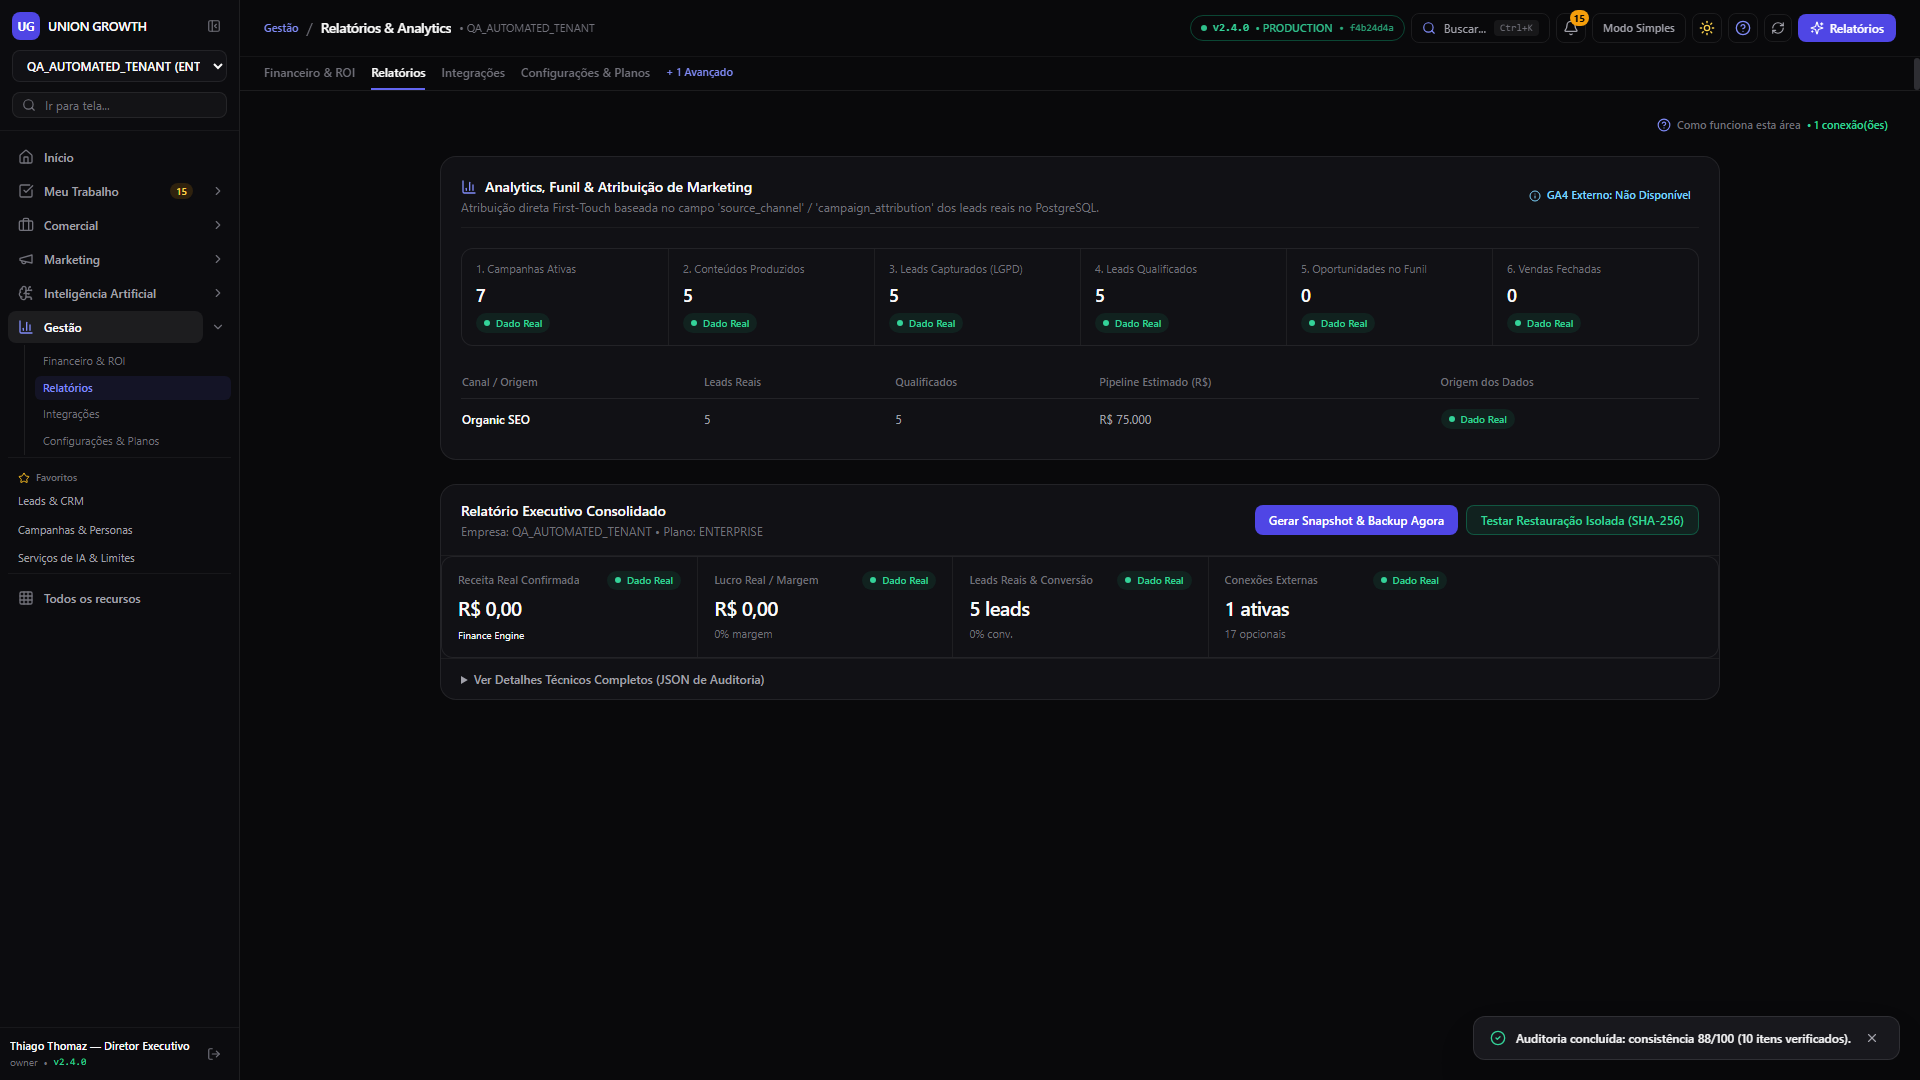 UG UNION GROWTH
QA_AUTOMATED_TENANT (ENT
Ir para tela...
Início
Meu Trabalho 15
Comercial
Marketing
Inteligência Artificial
Gestão
Financeiro & ROI
Relatórios
Integrações
Configurações & Planos
Favoritos
Leads & CRM
Campanhas & Personas
Serviços de IA & Limites
Todos os recursos
Thiago Thomaz — Diretor Executivo
owner • v2.4.0
Gestão / Relatórios & Analytics • QA_AUTOMATED_TENANT
v2.4.0 • PRODUCTION • f4b24d4a
Buscar... Ctrl+K
15
Modo Simples
Relatórios
Financeiro & ROI Relatórios Integrações Configurações & Planos + 1 Avançado
Como funciona esta área • 1 conexão(ões)
Analytics, Funil & Atribuição de Marketing
Atribuição direta First-Touch baseada no campo 'source_channel' / 'campaign_attribution' dos leads reais no PostgreSQL.
GA4 Externo: Não Disponível
1. Campanhas Ativas
7
Dado Real
2. Conteúdos Produzidos
5
Dado Real
3. Leads Capturados (LGPD)
5
Dado Real
4. Leads Qualificados
5
Dado Real
5. Oportunidades no Funil
0
Dado Real
6. Vendas Fechadas
0
Dado Real
Canal / Origem Leads Reais Qualificados Pipeline Estimado (R$) Origem dos Dados
Organic SEO 5 5 R$ 75.000 Dado Real
Relatório Executivo Consolidado
Empresa: QA_AUTOMATED_TENANT • Plano: ENTERPRISE
Gerar Snapshot & Backup Agora
Testar Restauração Isolada (SHA-256)
Receita Real Confirmada Dado Real
R$ 0,00
Finance Engine
Lucro Real / Margem Dado Real
R$ 0,00
0% margem
Leads Reais & Conversão Dado Real
5 leads
0% conv.
Conexões Externas Dado Real
1 ativas
17 opcionais
Ver Detalhes Técnicos Completos (JSON de Auditoria)
Auditoria concluída: consistência 88/100 (10 itens verificados).